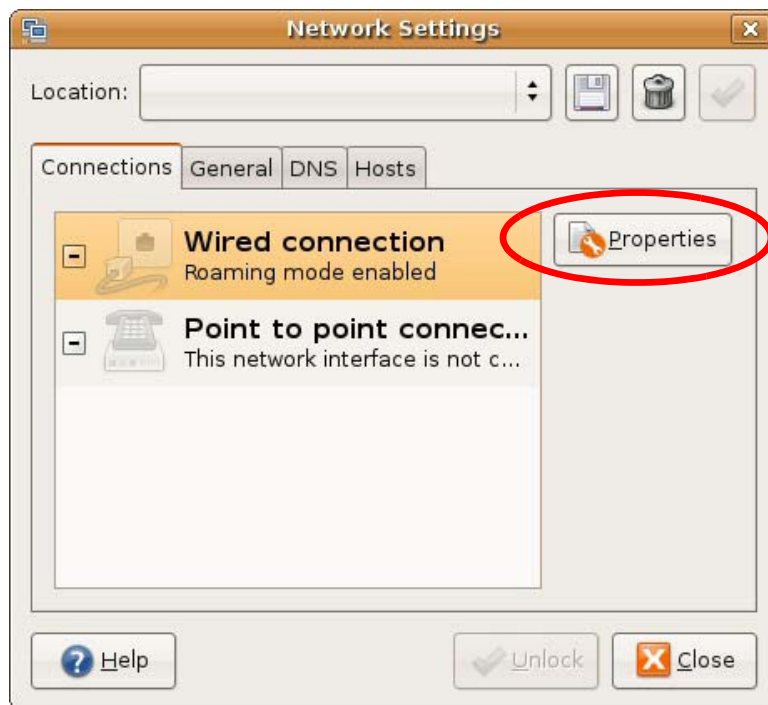 Network Settings
Location:
Connections General DNS Hosts
Wired connection
Roaming mode enabled
Properties
Point to point connec...
This network interface is not c...
Help Unlock Close